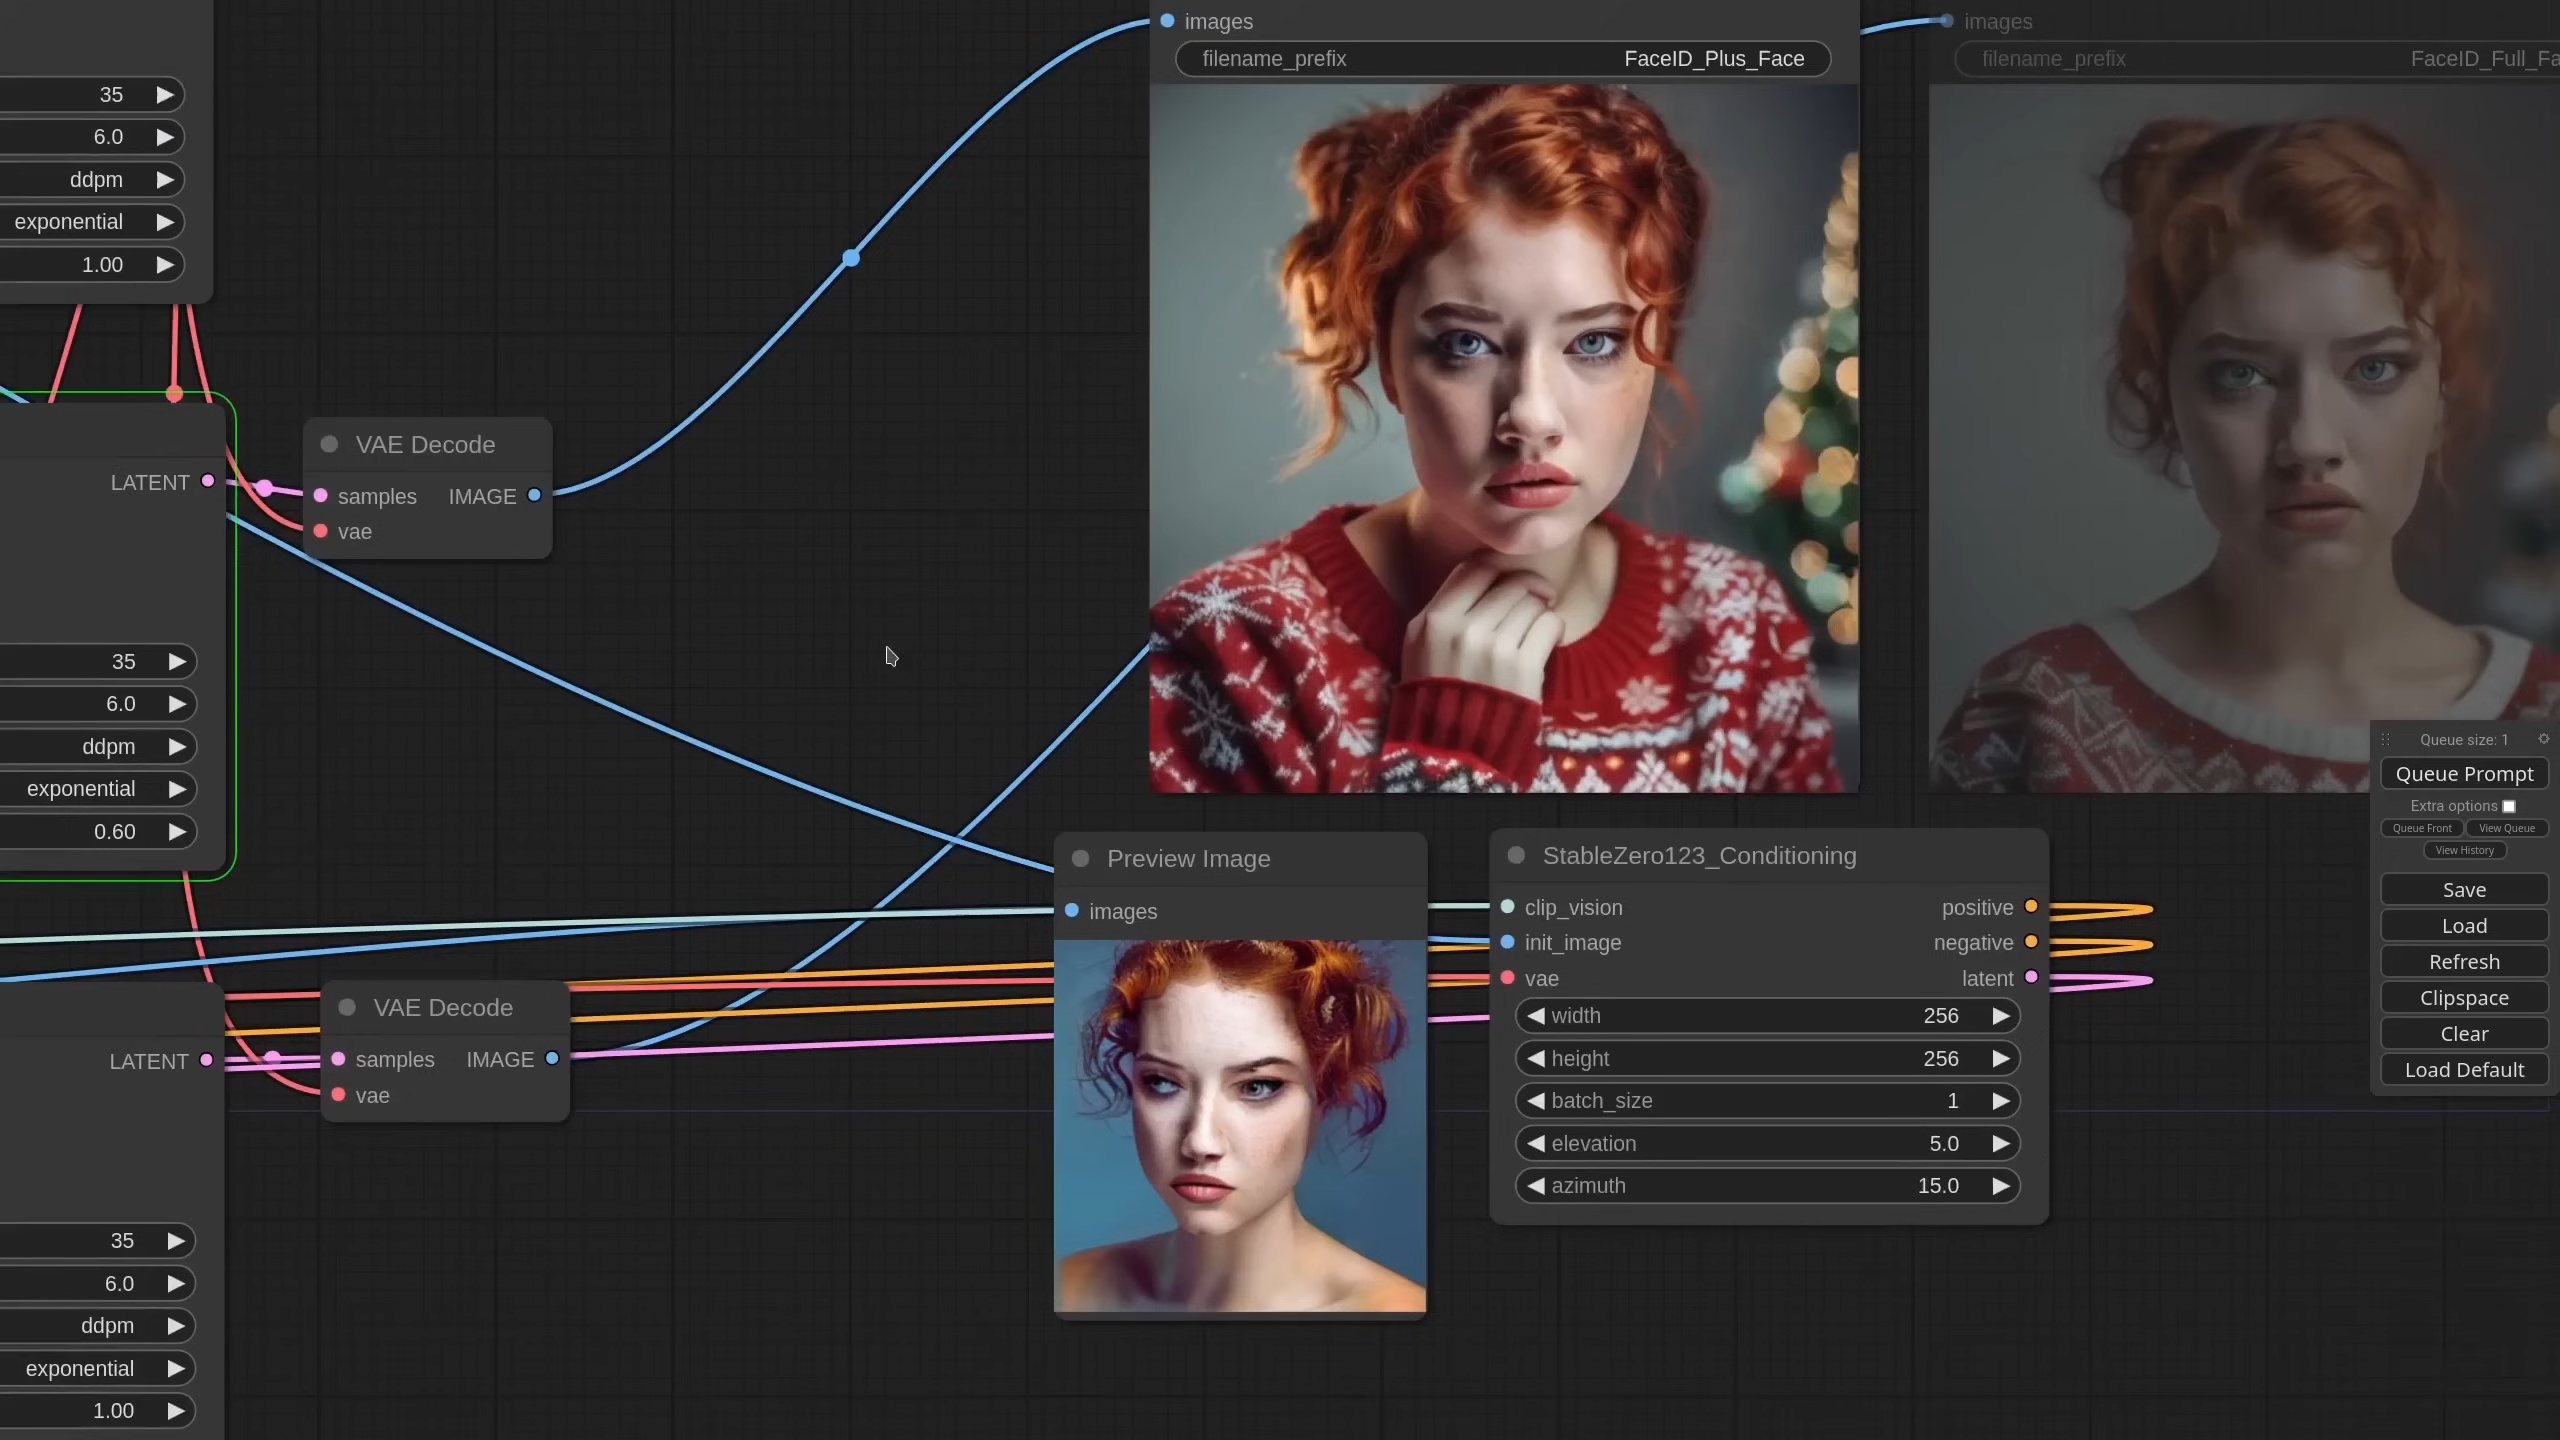 images
filename_prefix FaceID_Plus_Face
images
filename_prefix FaceID_Full_Fa
35
6.0
ddpm
exponential
1.00
VAE Decode
LATENT
samples IMAGE
vae
35
6.0
ddpm
exponential
0.60
Queue size: 1
Queue Prompt
Extra options
Queue Front View Queue
View History
Save
Load
Refresh
Clipspace
Clear
Load Default
Preview Image
images
StableZero123_Conditioning
clip_vision positive
init_image negative
vae latent
width 256
height 256
batch_size 1
elevation 5.0
azimuth 15.0
VAE Decode
LATENT
samples IMAGE
vae
35
6.0
ddpm
exponential
1.00